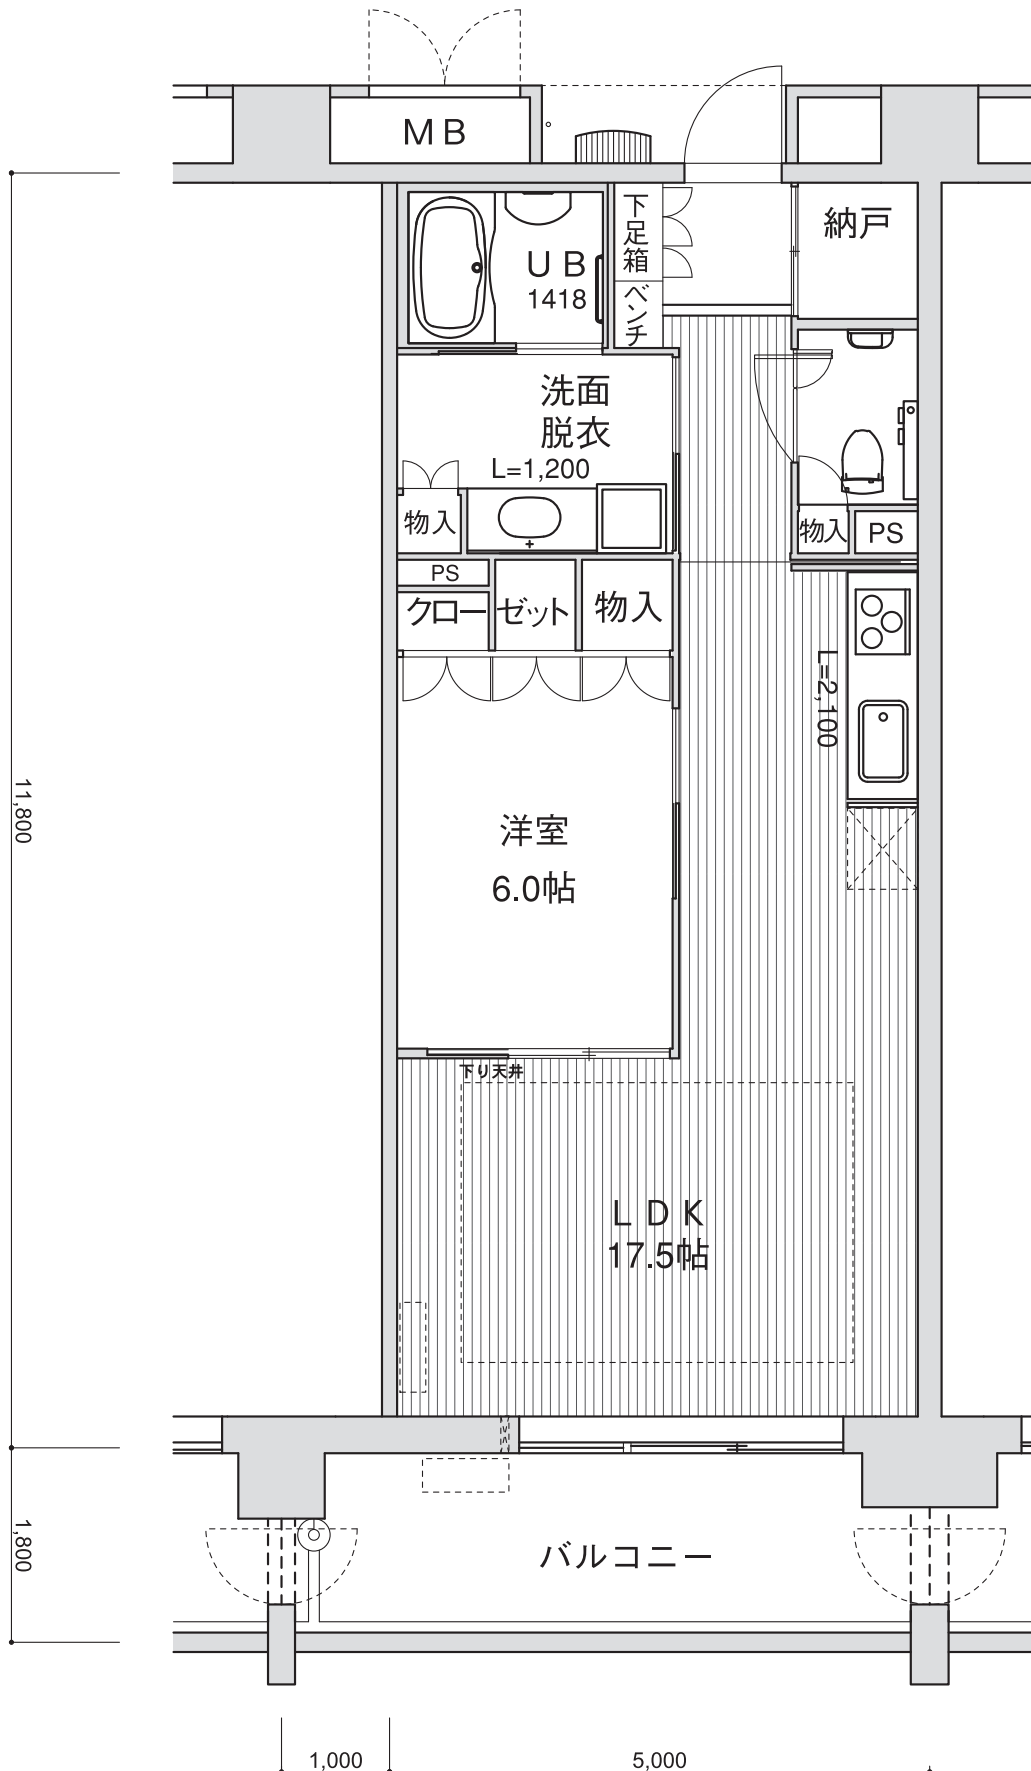 MB
下足箱
ベンチ
納戸
UB
1418
洗面
脱衣
L=1,200
物入
物入
PS
PS
クローゼット
物入
L=2,100
11,800
洋室
6.0帖
下り天井
LDK
17.5帖
1,800
バルコニー
1,000
5,000